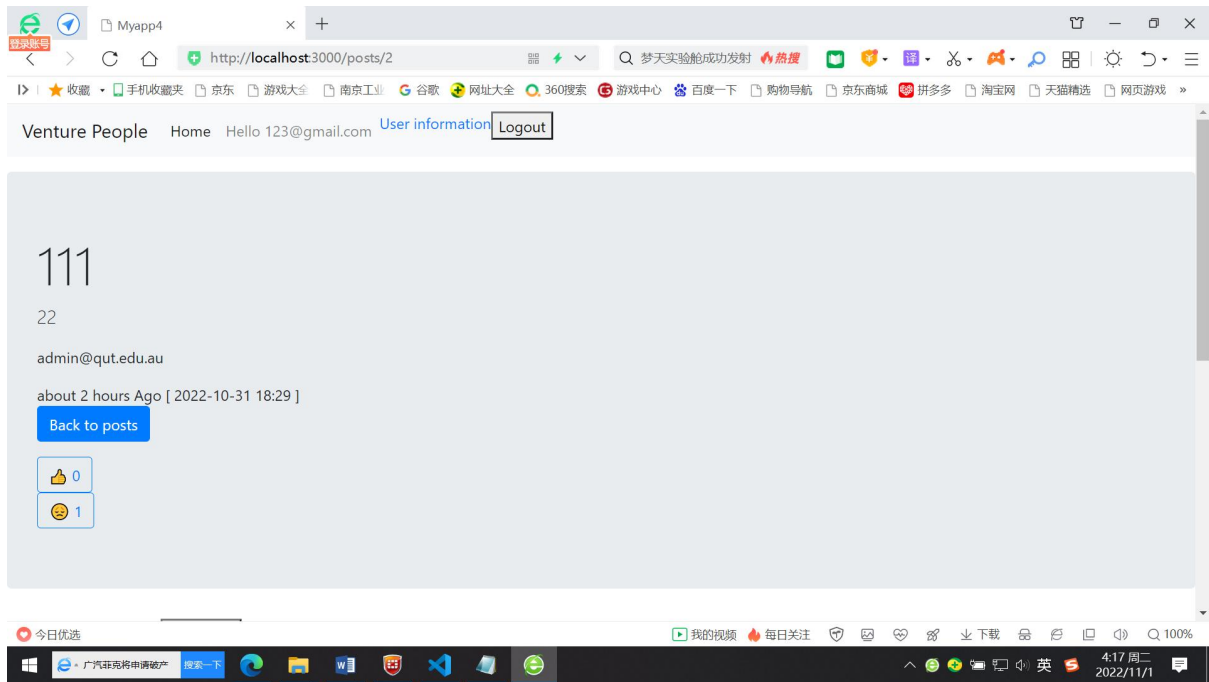 Myapp4
登录账号
http://localhost:3000/posts/2
梦天实验舱成功发射 热搜
译
收藏 手机收藏夹 京东 游戏大全 南京工业 谷歌 网址大全 360搜索 游戏中心 百度一下 购物导航 京东商城 拼多多 淘宝网 天猫精选 网页游戏 »
Venture People Home Hello 123@gmail.com User information Logout
111
22
admin@qut.edu.au
about 2 hours Ago [ 2022-10-31 18:29 ]
Back to posts
0
1
今日优选 我的视频 每日关注 下载 100%
广汽菲克将申请破产 搜索一下 英 4:17 周二
2022/11/1